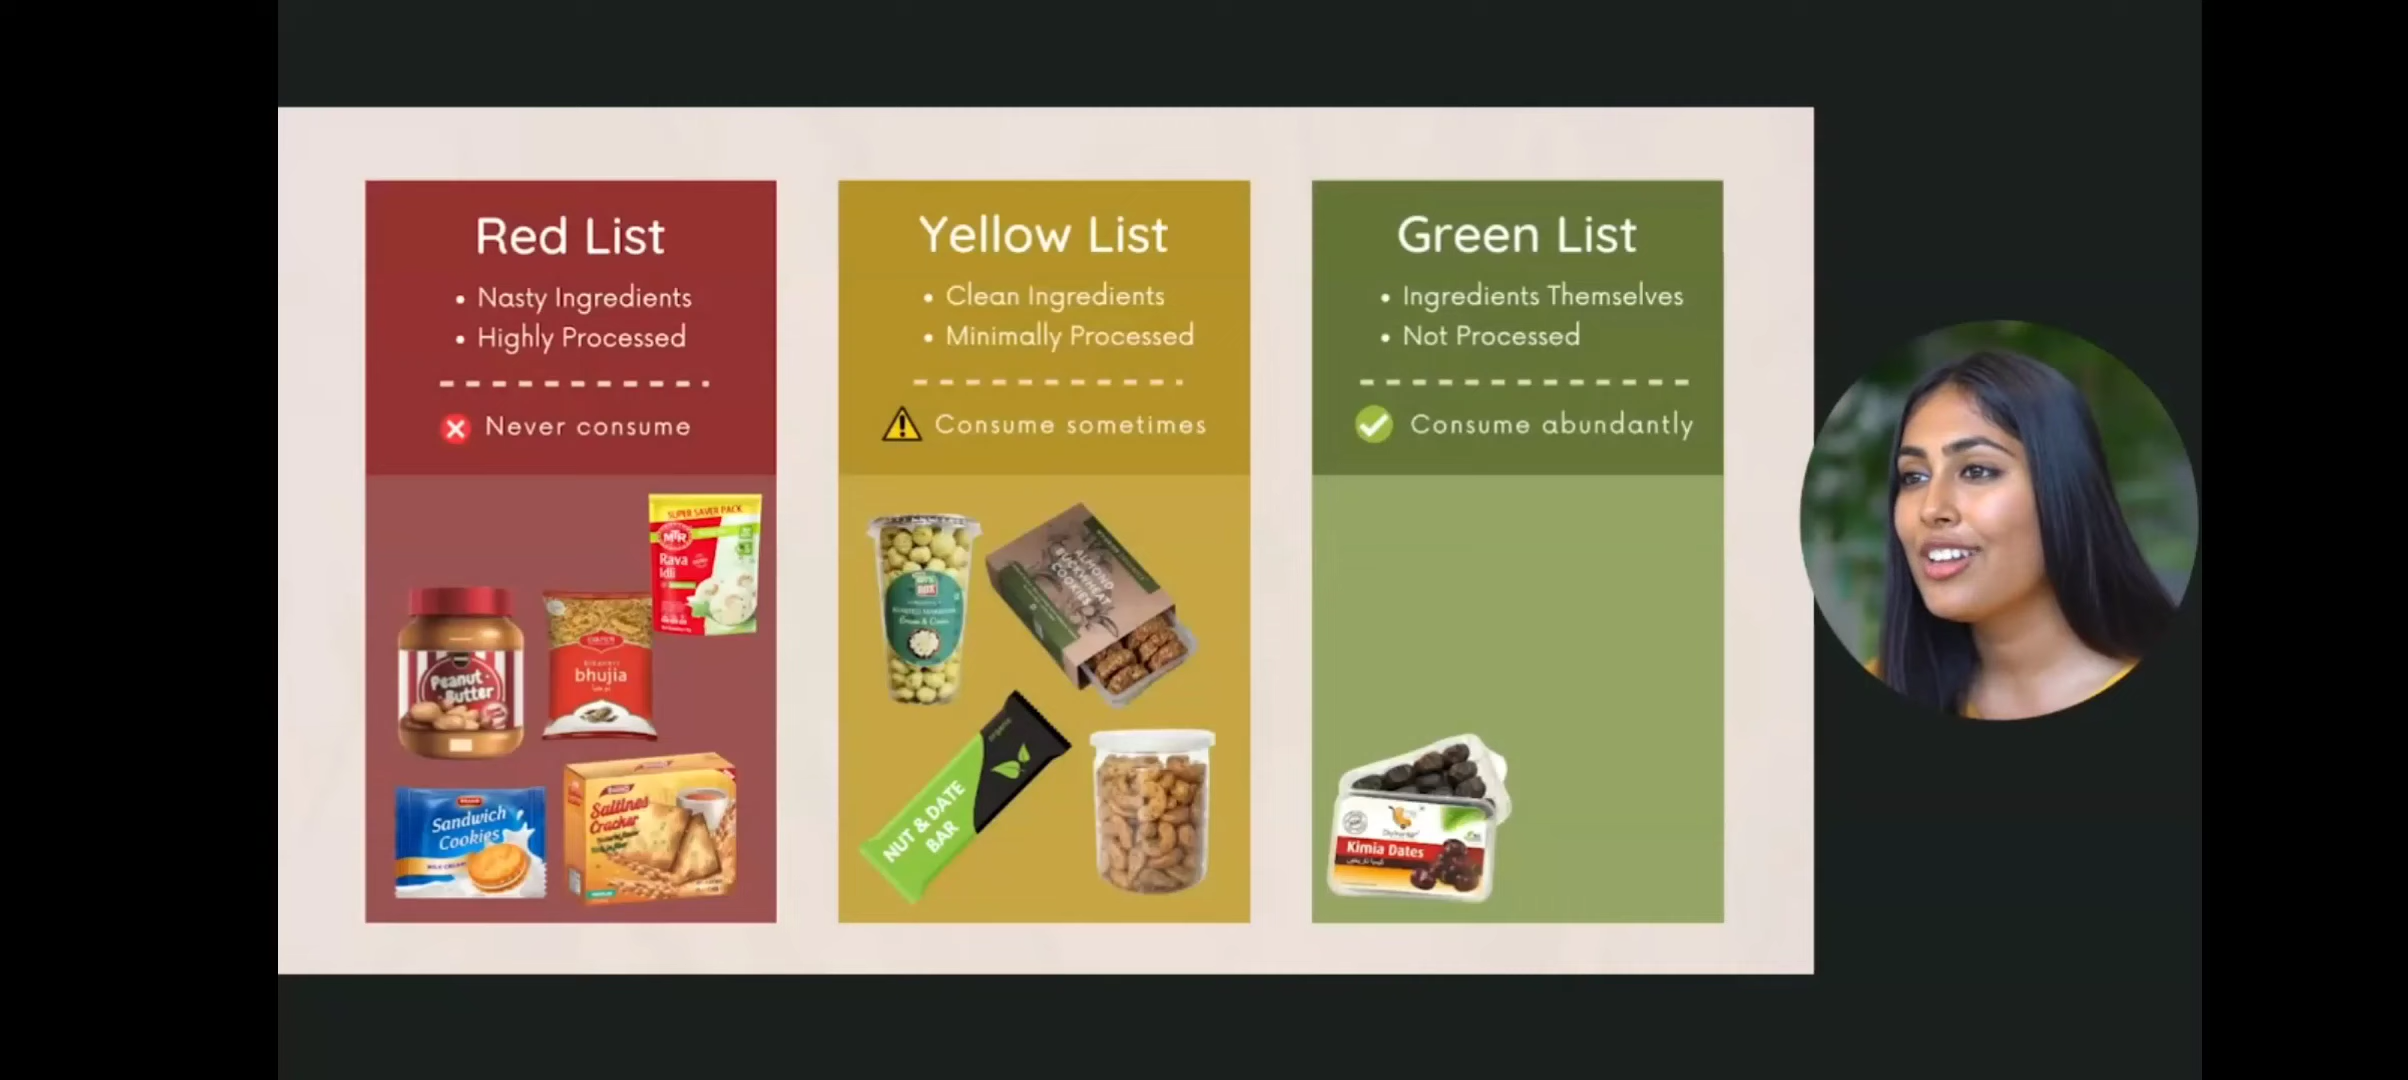 Red List
• Nasty Ingredients
• Highly Processed
Never consume
SUPER SAVER PACK
MTR
Rava
Idli
Peanut
Butter
bhujia
Sandwich
Cookies
Saltines
Cracker
Yellow List
• Clean Ingredients
• Minimally Processed
Consume sometimes
ALMOND
BUCKWHEAT
COOKIES
organic
NUT & DATE
BAR
Green List
• Ingredients Themselves
• Not Processed
Consume abundantly
Kimia Dates